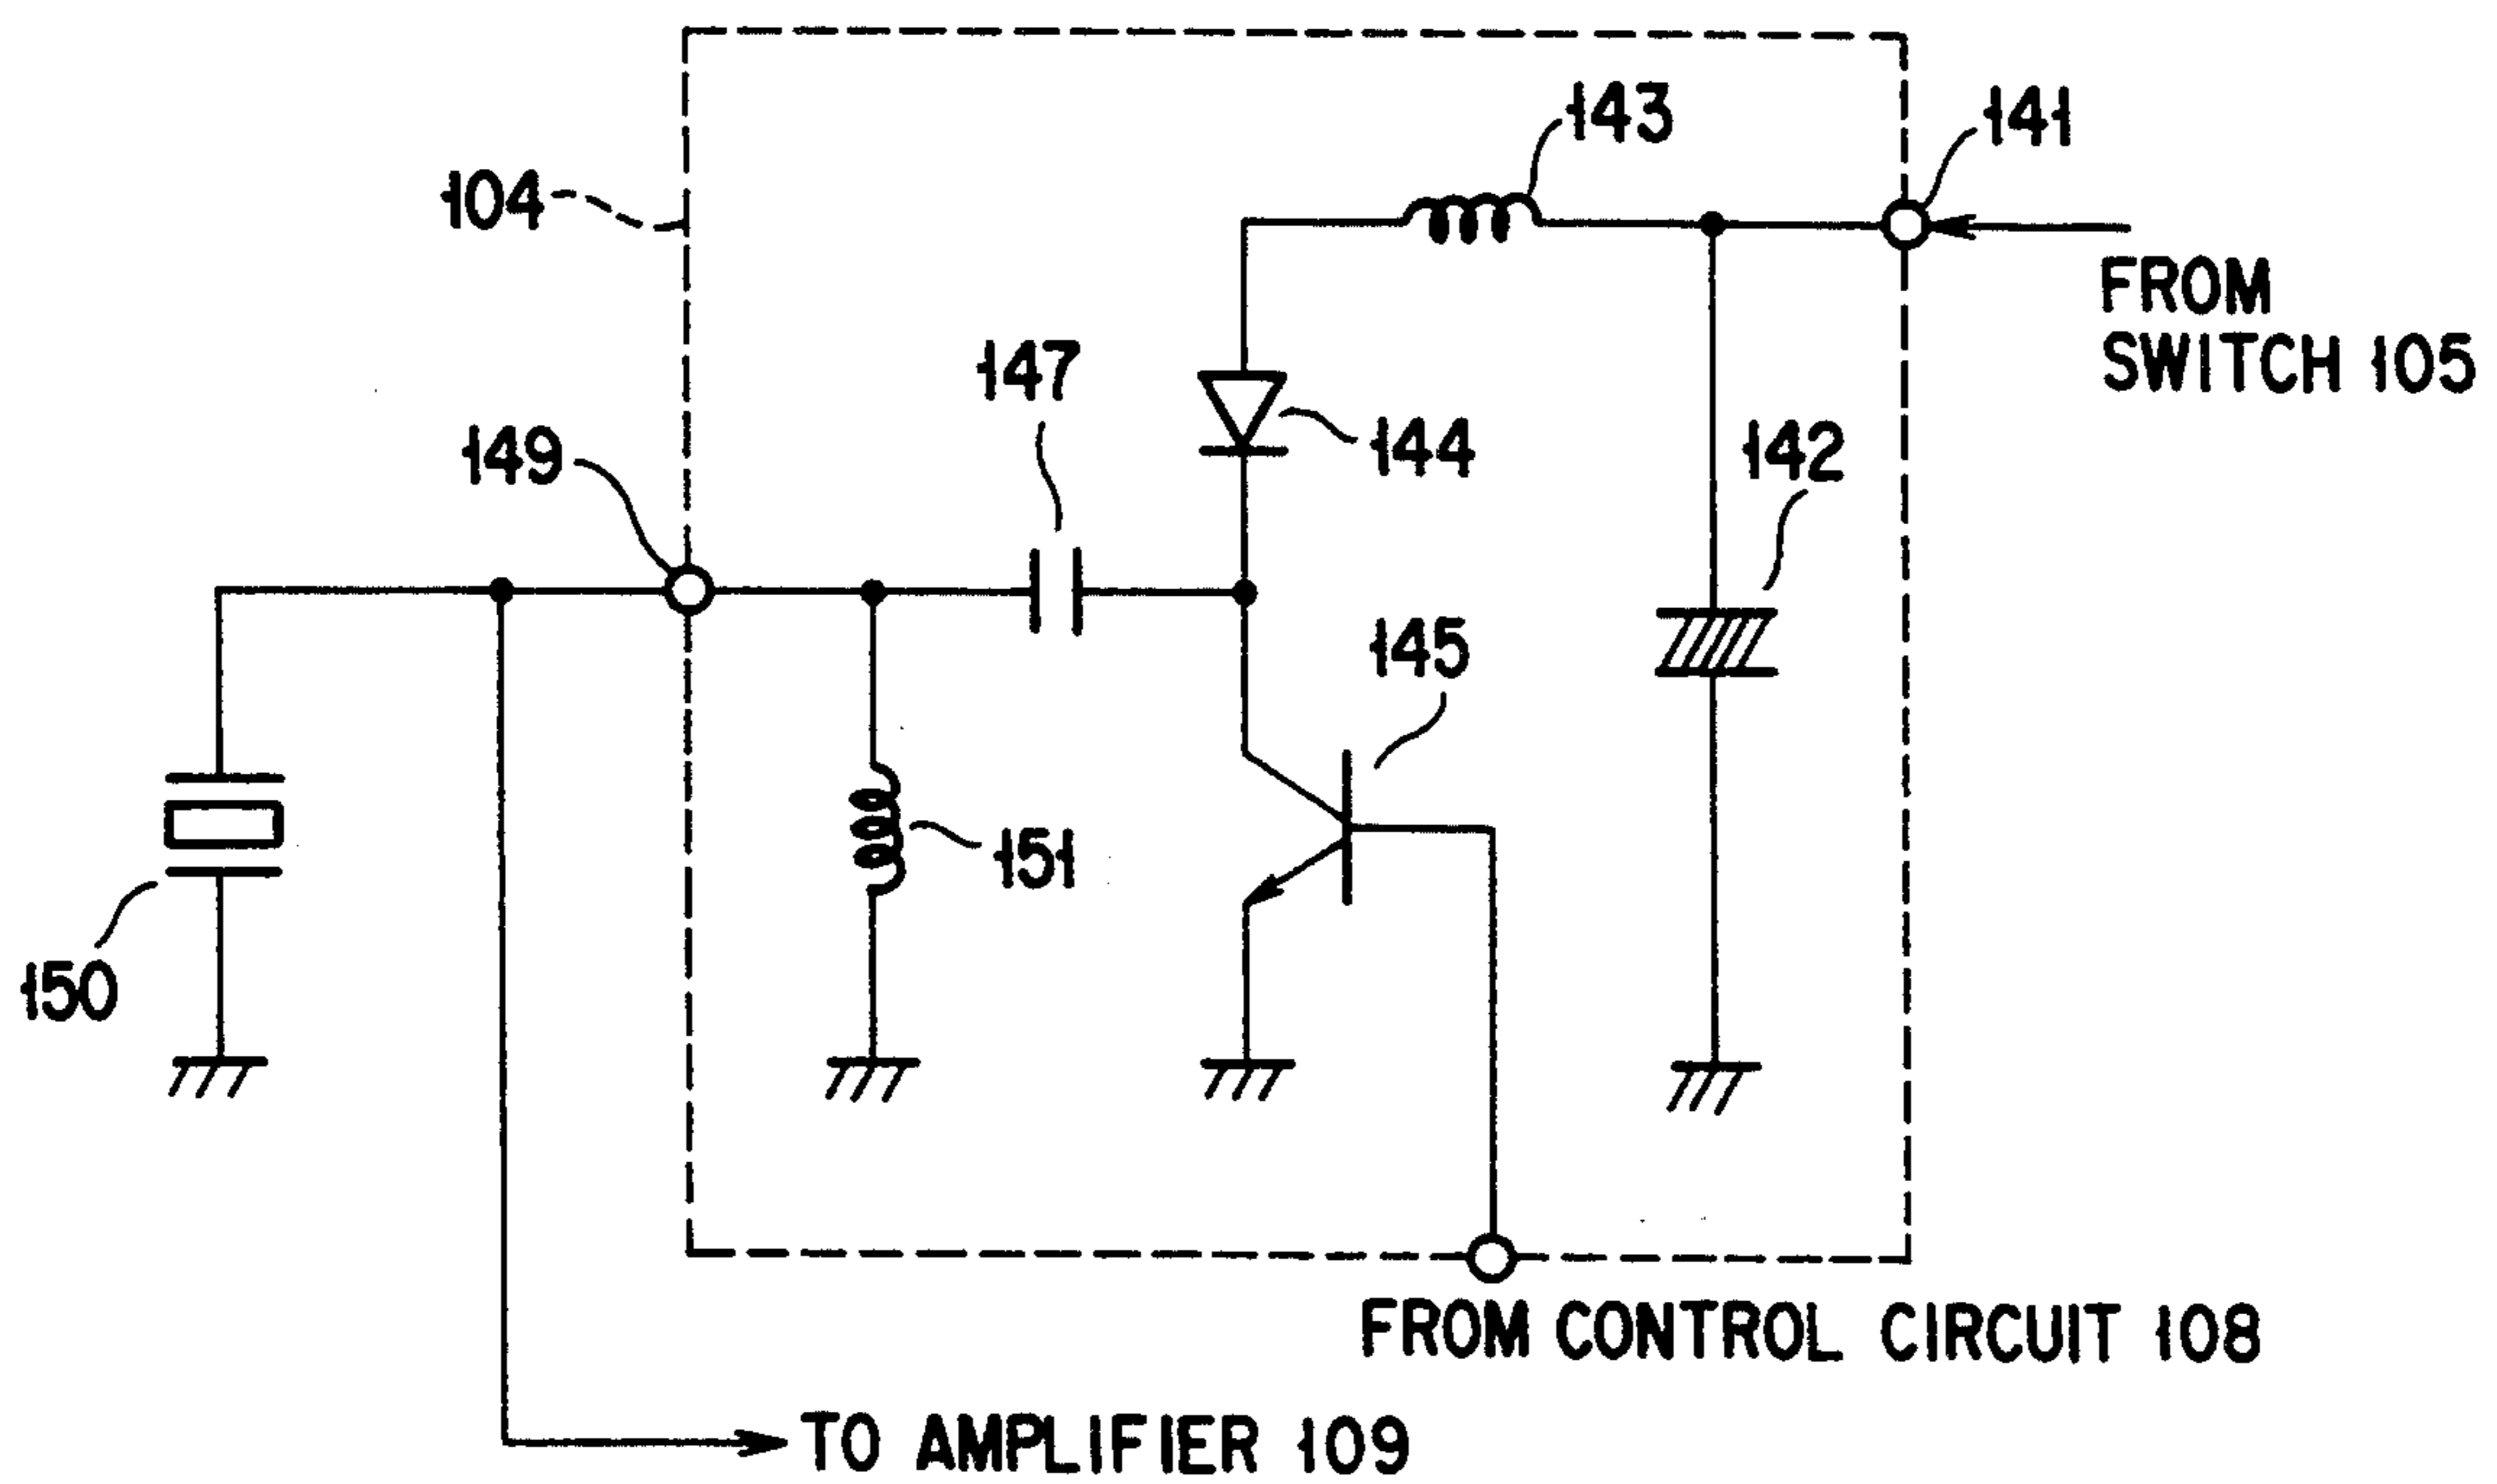 143
141
104
FROM
SWITCH 105
147
149
144
142
145
151
150
FROM CONTROL CIRCUIT 108
TO AMPLIFIER 109